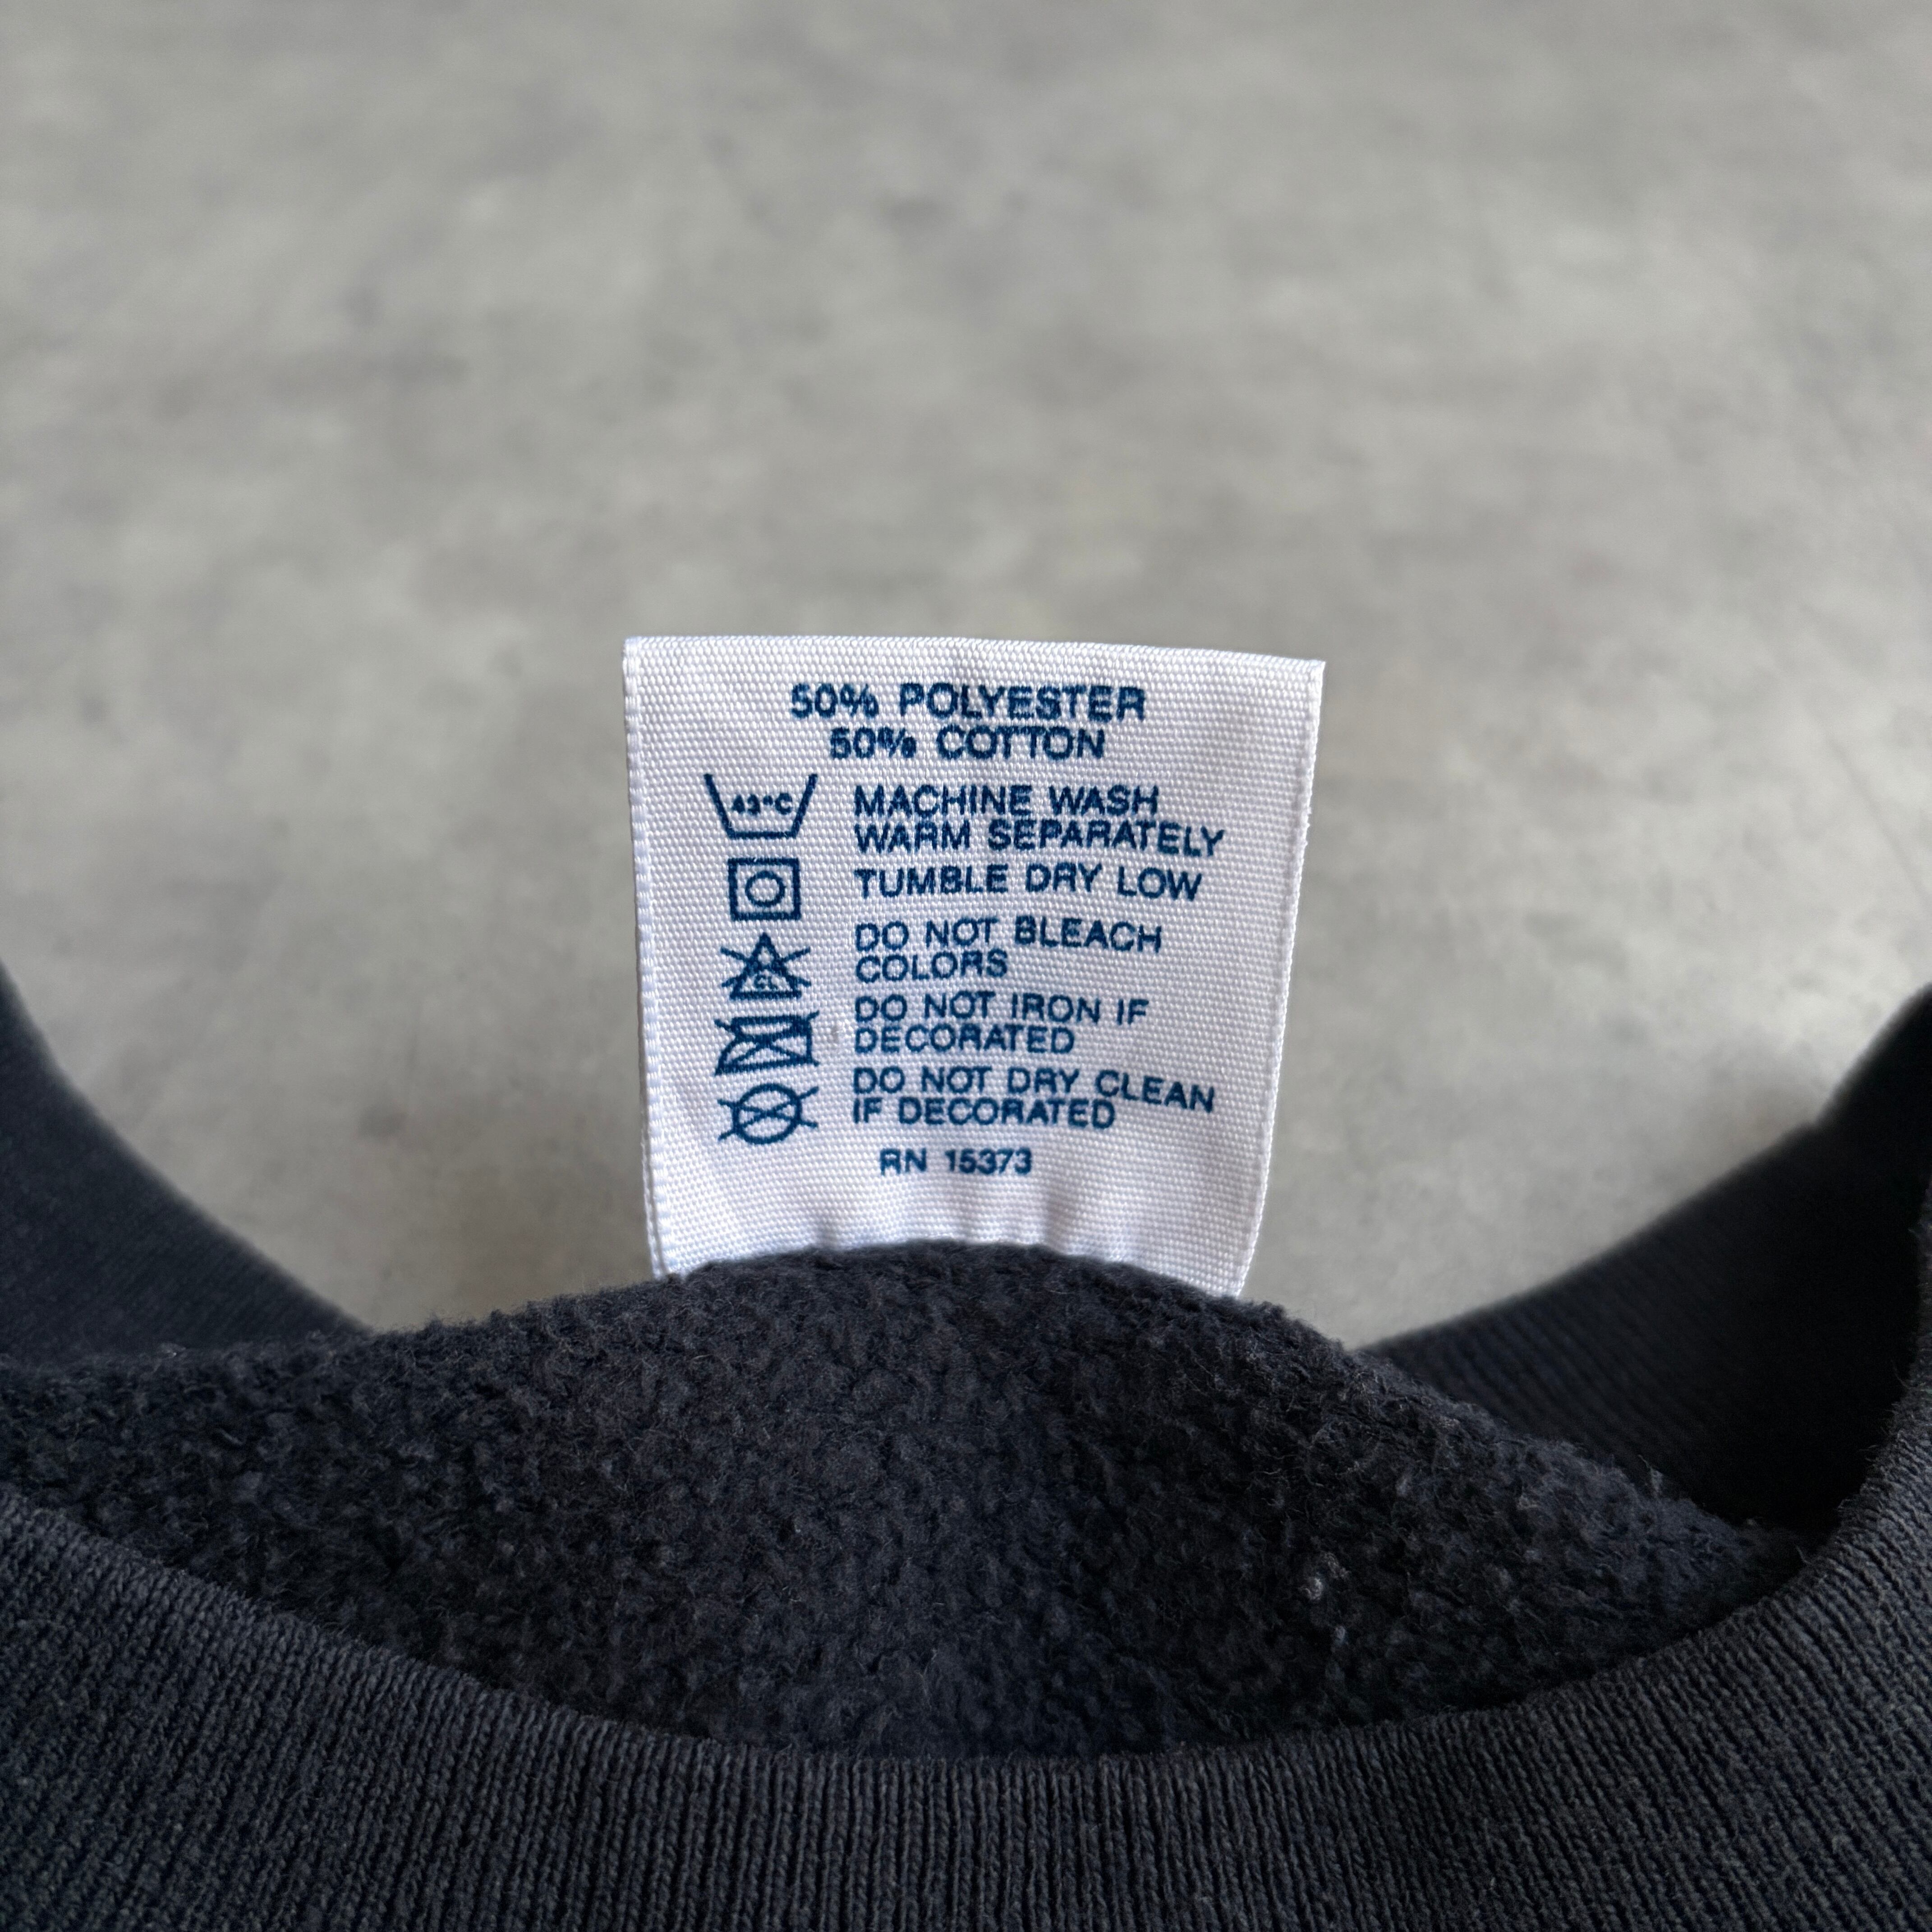 50% POLYESTER
50% COTTON
43°C
MACHINE WASH
WARM SEPARATELY
TUMBLE DRY LOW
CL
DO NOT BLEACH
COLORS
DO NOT IRON IF
DECORATED
DO NOT DRY CLEAN
IF DECORATED
RN 15373